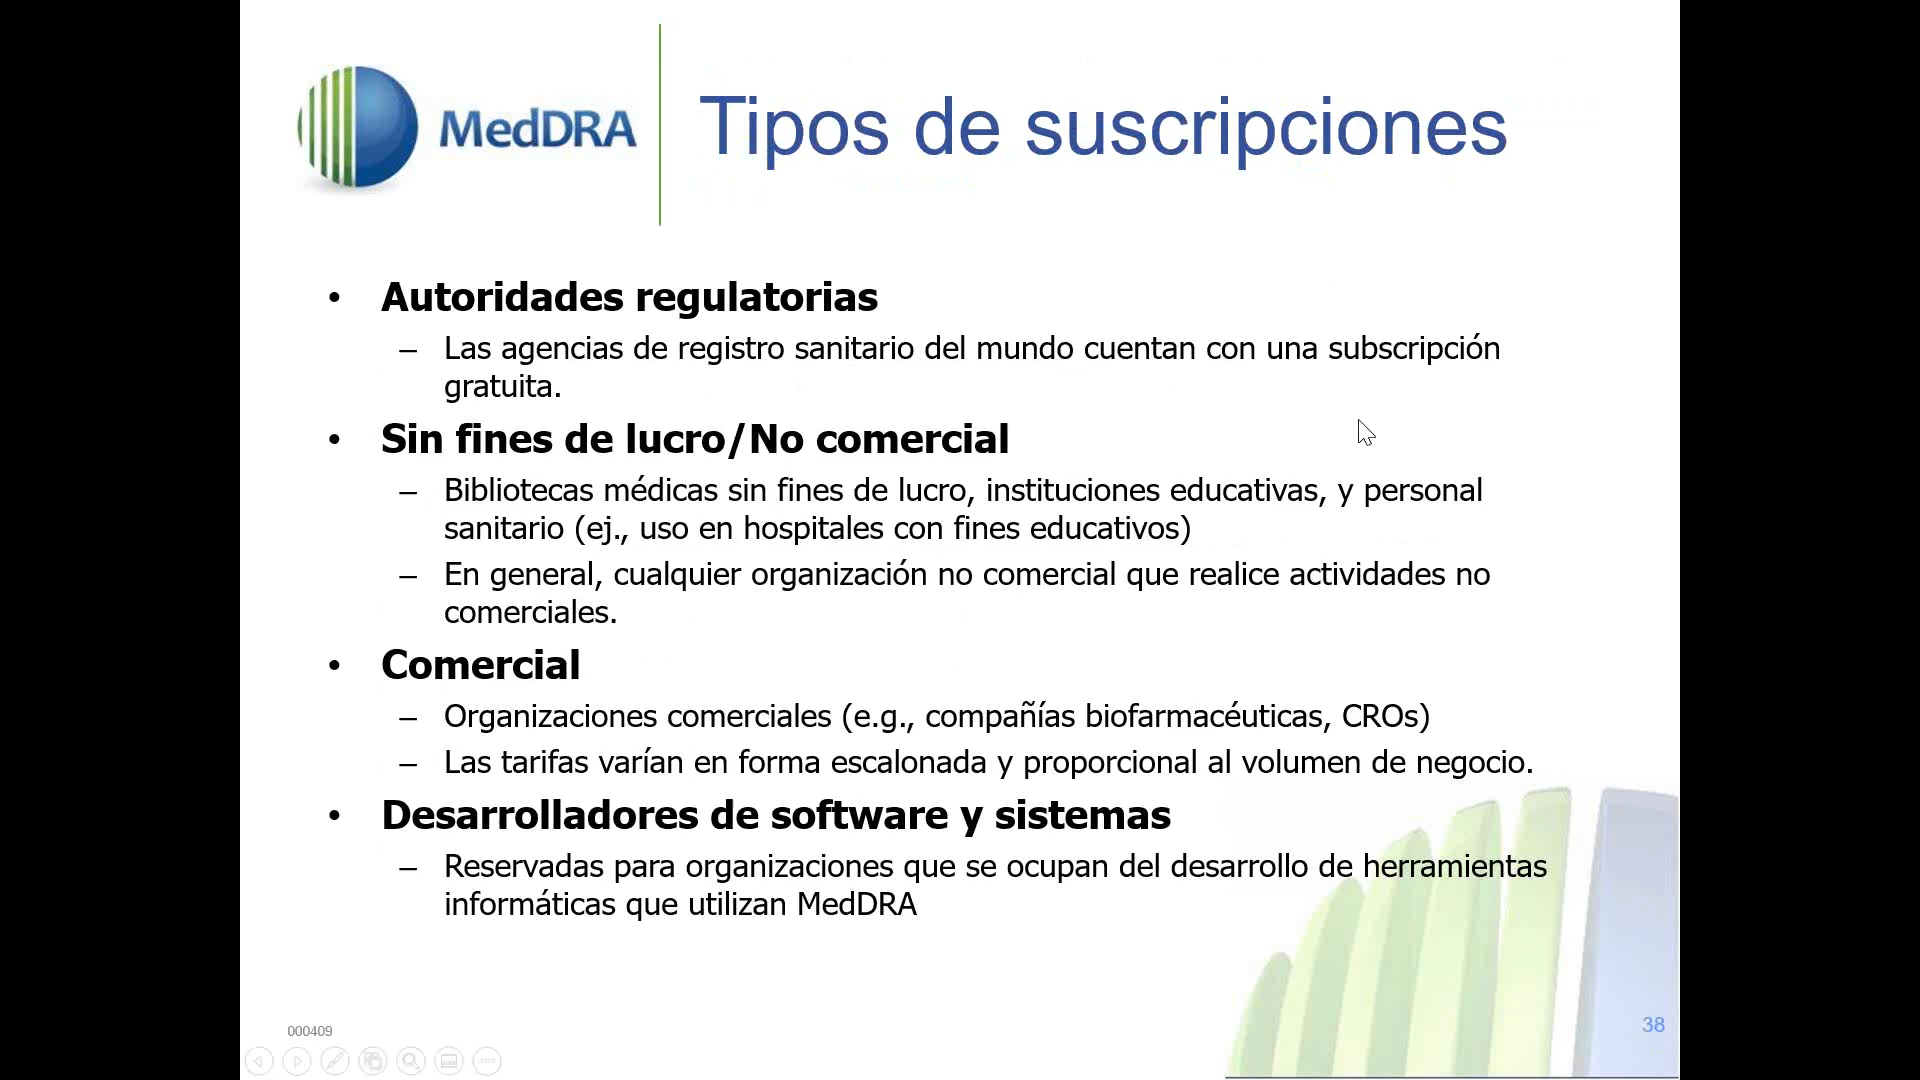 MedDRA
Tipos de suscripciones
• Autoridades regulatorias
– Las agencias de registro sanitario del mundo cuentan con una subscripción
gratuita.
• Sin fines de lucro/No comercial
– Bibliotecas médicas sin fines de lucro, instituciones educativas, y personal
sanitario (ej., uso en hospitales con fines educativos)
– En general, cualquier organización no comercial que realice actividades no
comerciales.
• Comercial
– Organizaciones comerciales (e.g., compañías biofarmacéuticas, CROs)
– Las tarifas varían en forma escalonada y proporcional al volumen de negocio.
• Desarrolladores de software y sistemas
– Reservadas para organizaciones que se ocupan del desarrollo de herramientas
informáticas que utilizan MedDRA
000409
38